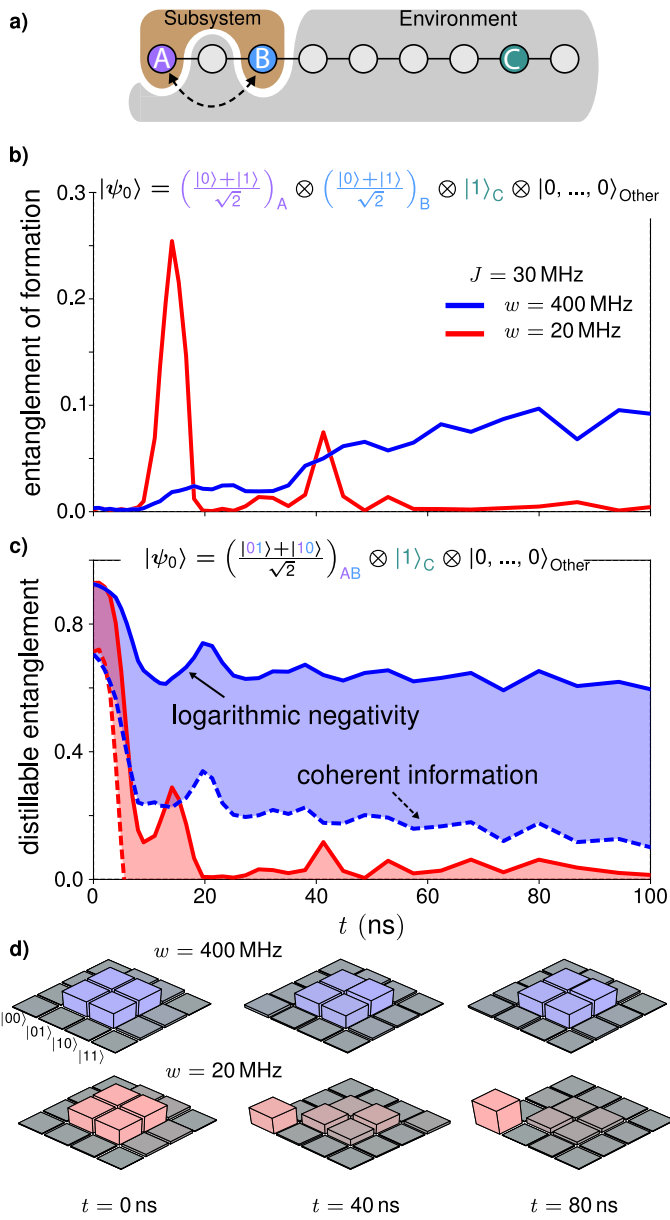 a)
Subsystem
Environment
A
B
C
b)
|ψ₀⟩ = ((|0⟩+|1⟩)/√2)_A ⊗ ((|0⟩+|1⟩)/√2)_B ⊗ |1⟩_C ⊗ |0, ..., 0⟩_Other
0.3
0.2
0.1
0.0
entanglement of formation
J = 30 MHz
w = 400 MHz
w = 20 MHz
c)
|ψ₀⟩ = ((|01⟩+|10⟩)/√2)_AB ⊗ |1⟩_C ⊗ |0, ..., 0⟩_Other
0.8
0.4
0.0
distillable entanglement
logarithmic negativity
coherent information
0 20 40 60 80 100
t (ns)
d)
w = 400 MHz
|00⟩
|01⟩
|10⟩
|11⟩
w = 20 MHz
t = 0 ns t = 40 ns t = 80 ns